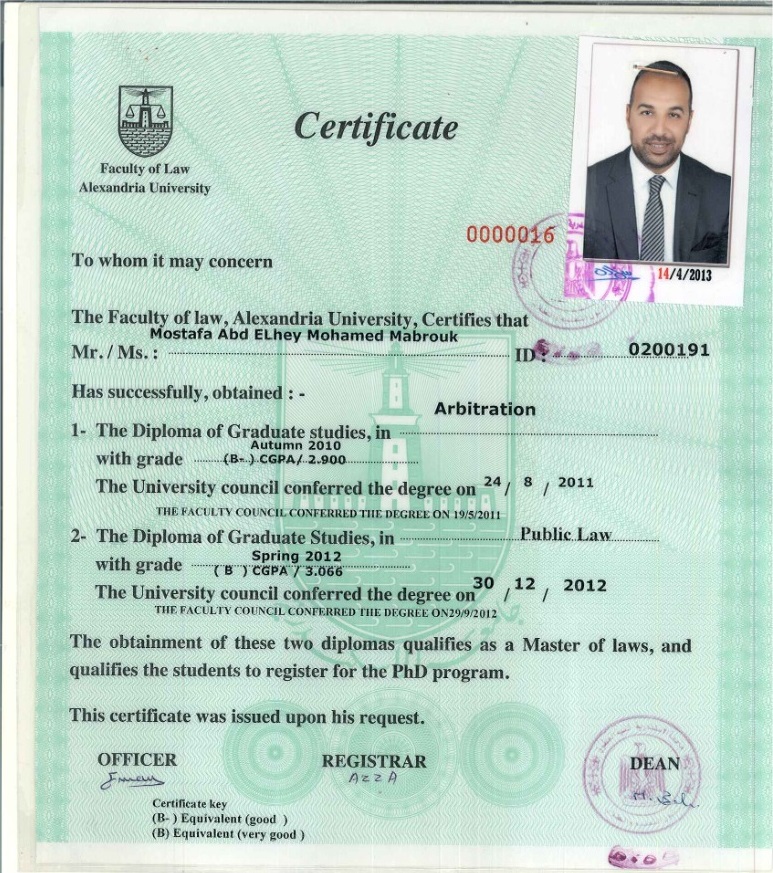 Certificate
Faculty of Law
Alexandria University
0000016
14/4/2013
To whom it may concern
The Faculty of law, Alexandria University, Certifies that
Mostafa Abd ELhey Mohamed Mabrouk
Mr. / Ms. : ID : 0200191
Has successfully, obtained : -
Arbitration
1- The Diploma of Graduate studies, in
Autumn 2010
with grade (B- ) CGPA/ 2.900
The University council conferred the degree on 24 / 8 / 2011
THE FACULTY COUNCIL CONFERRED THE DEGREE ON 19/5/2011
2- The Diploma of Graduate Studies, in Public Law
Spring 2012
with grade ( B ) CGPA / 3.066
The University council conferred the degree on 30 / 12 / 2012
THE FACULTY COUNCIL CONFERRED THE DEGREE ON29/9/2012
The obtainment of these two diplomas qualifies as a Master of laws, and
qualifies the students to register for the PhD program.
This certificate was issued upon his request.
OFFICER REGISTRAR DEAN
AZZA
Certificate key
(B- ) Equivalent (good )
(B) Equivalent (very good )